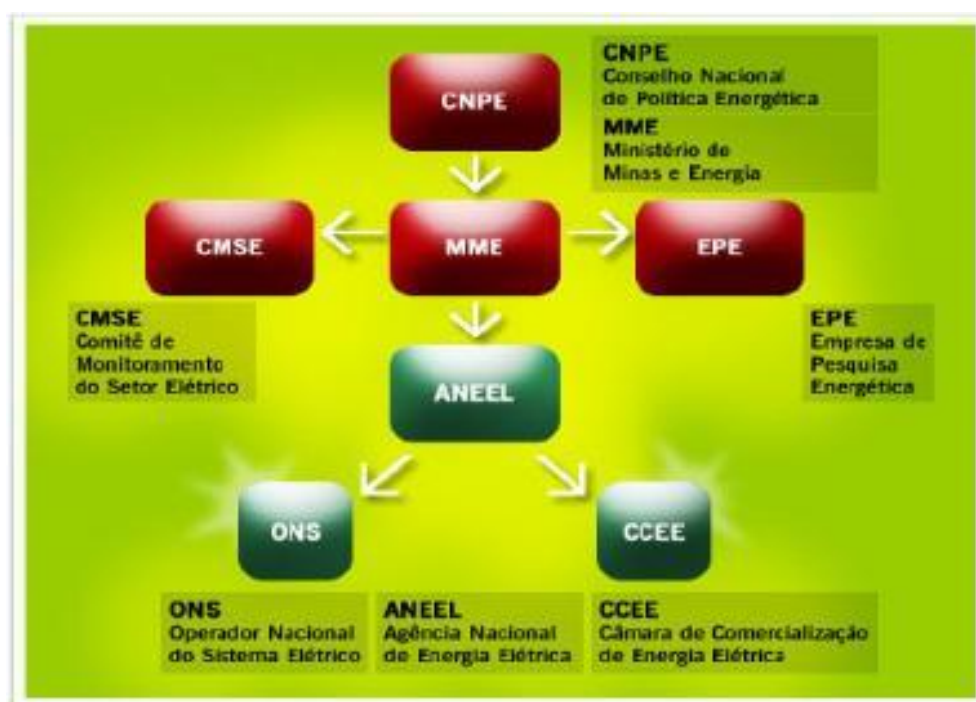 CNPE
CNPE
Conselho Nacional
de Política Energética
MME
Ministério de
Minas e Energia
CMSE
MME
EPE
CMSE
Comitê de
Monitoramento
do Setor Elétrico
EPE
Empresa de
Pesquisa
Energética
ANEEL
ONS
CCEE
ONS
Operador Nacional
do Sistema Elétrico
ANEEL
Agência Nacional
de Energia Elétrica
CCEE
Câmara de Comercialização
de Energia Elétrica